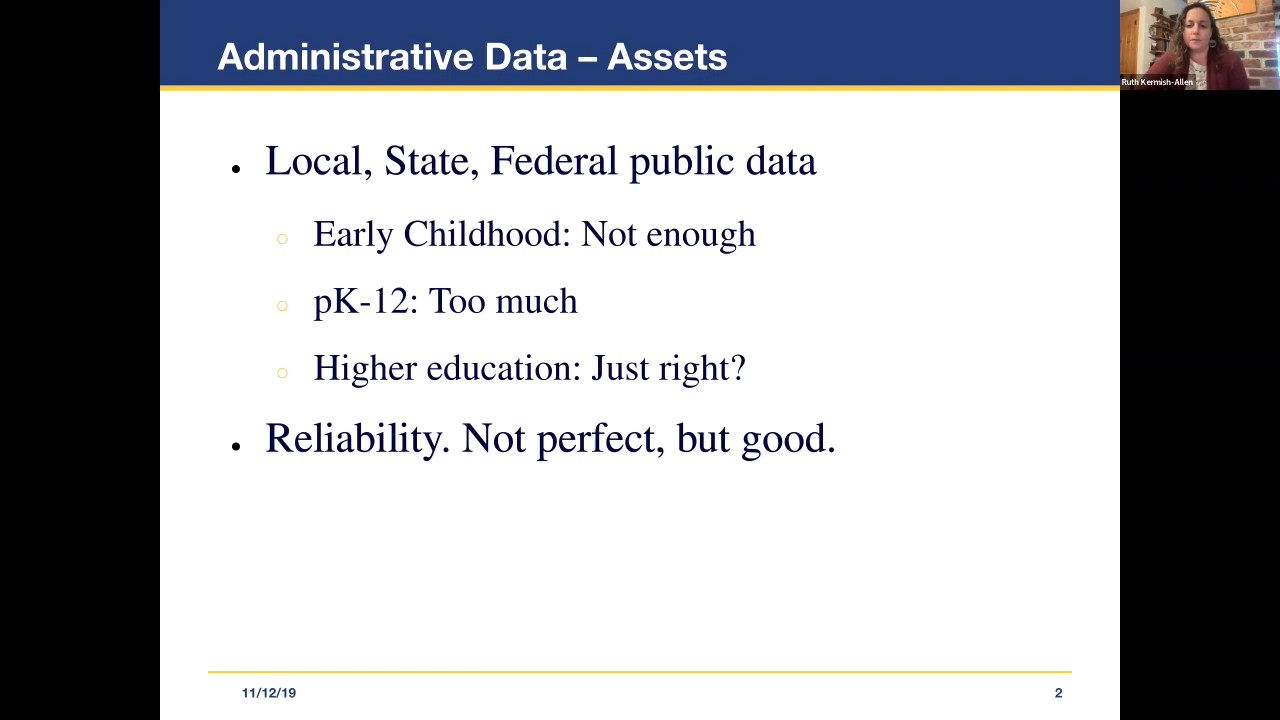 Administrative Data – Assets
Ruth Kermish-Allen
• Local, State, Federal public data
○ Early Childhood: Not enough
○ pK-12: Too much
○ Higher education: Just right?
• Reliability. Not perfect, but good.
11/12/19
2